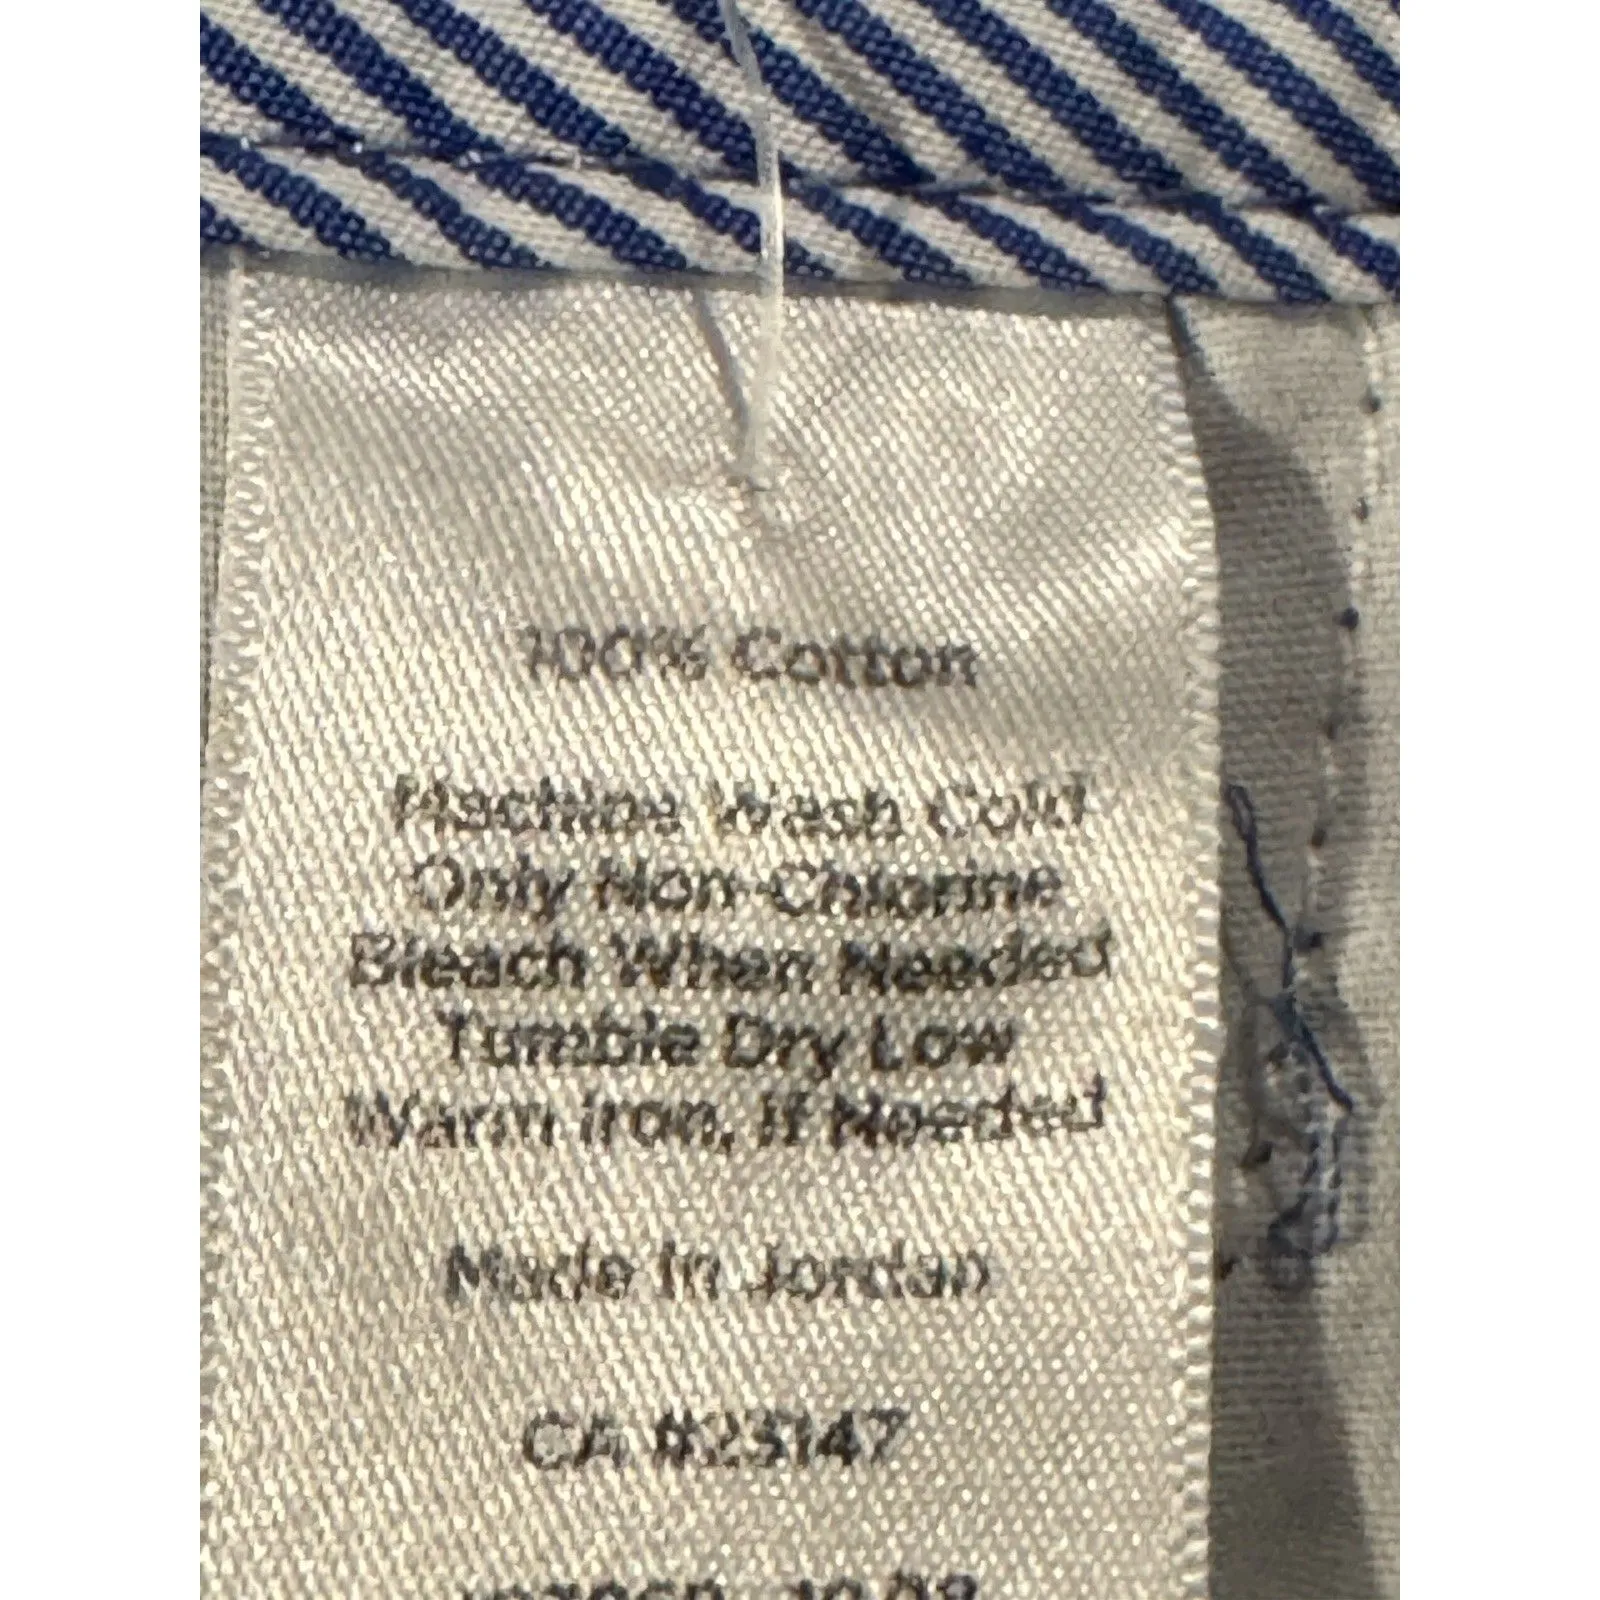 100% Cotton
Machine Wash Cold
Only Non-Chlorine
Bleach When Needed
Tumble Dry Low
Warm Iron, If Needed
Made In Jordan
CA #23147